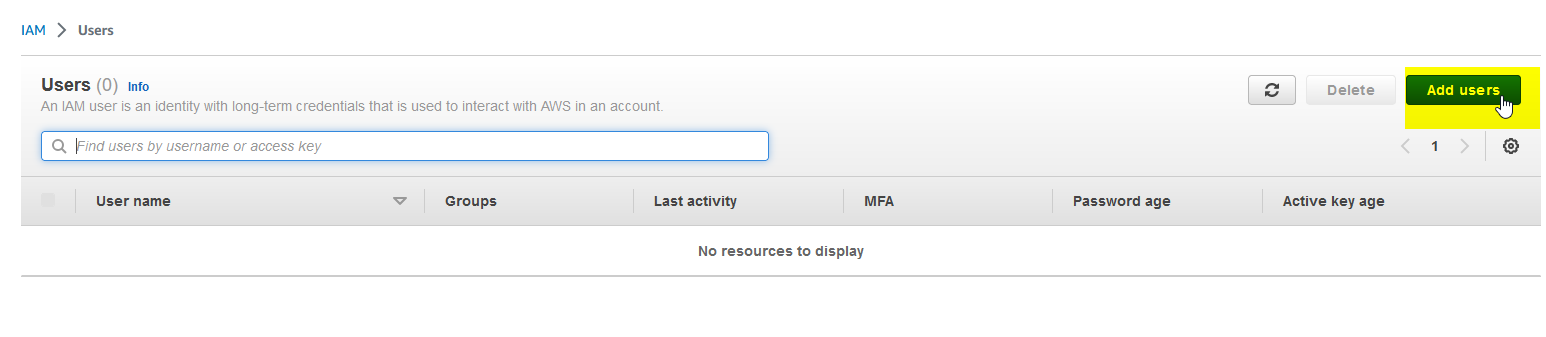 IAM > Users
Users (0) Info
An IAM user is an identity with long-term credentials that is used to interact with AWS in an account.
Delete
Add users
Find users by username or access key
1
User name Groups Last activity MFA Password age Active key age
No resources to display